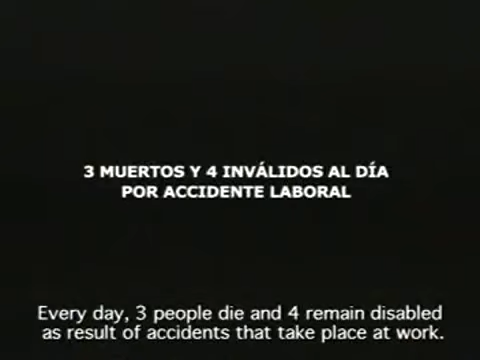 3 MUERTOS Y 4 INVÁLIDOS AL DÍA
POR ACCIDENTE LABORAL
Every day, 3 people die and 4 remain disabled
as result of accidents that take place at work.